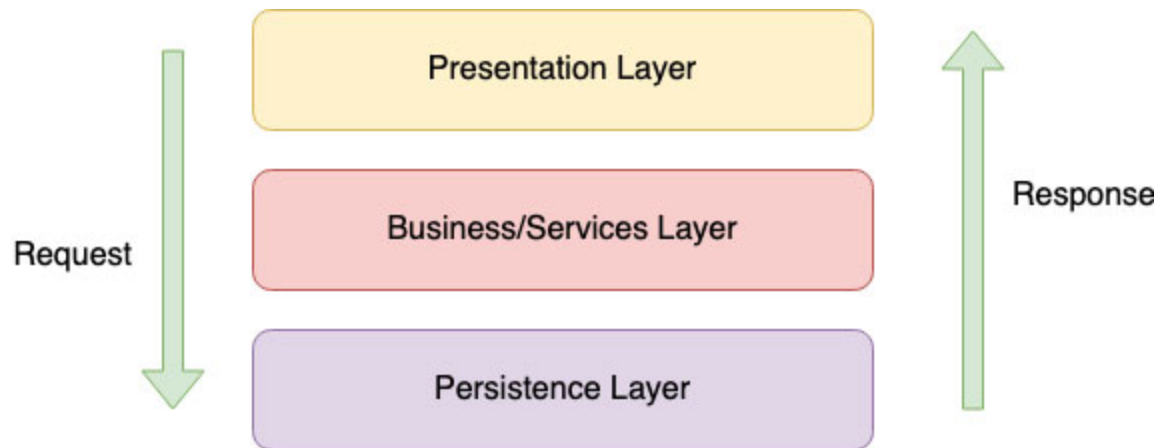 Presentation Layer
Business/Services Layer
Response
Request
Persistence Layer